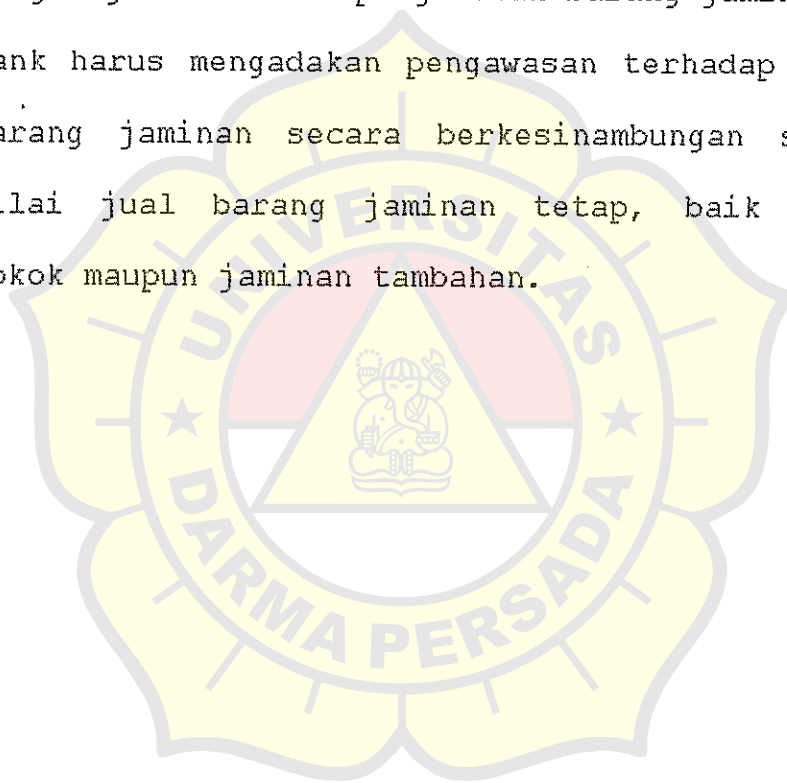 ank harus mengadakan pengawasan terhadap
arang jaminan secara berkesinambungan s
ilai jual barang jaminan tetap, baik
okok maupun jaminan tambahan.
UNIVERSITAS
DARMA PERSADA